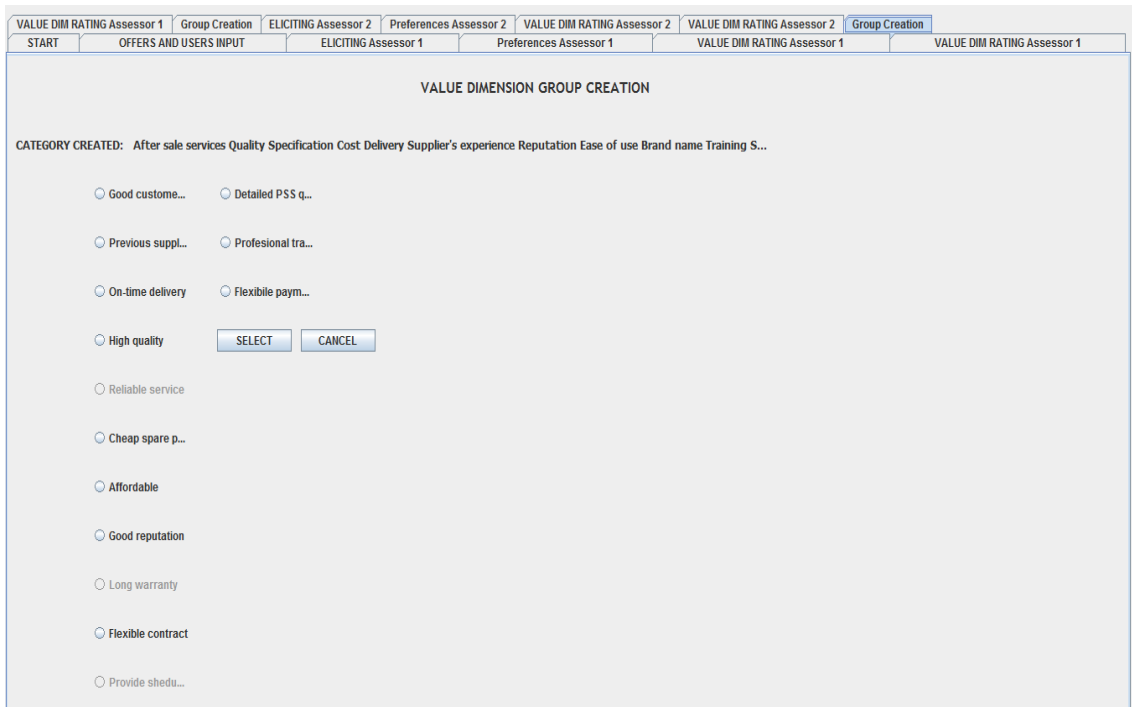 VALUE DIM RATING Assessor 1 Group Creation ELICITING Assessor 2 Preferences Assessor 2 VALUE DIM RATING Assessor 2 VALUE DIM RATING Assessor 2 Group Creation
START OFFERS AND USERS INPUT ELICITING Assessor 1 Preferences Assessor 1 VALUE DIM RATING Assessor 1 VALUE DIM RATING Assessor 1
VALUE DIMENSION GROUP CREATION
CATEGORY CREATED: After sale services Quality Specification Cost Delivery Supplier's experience Reputation Ease of use Brand name Training S...
Good custome... Detailed PSS q...
Previous suppl... Profesional tra...
On-time delivery Flexibile paym...
High quality SELECT CANCEL
Reliable service
Cheap spare p...
Affordable
Good reputation
Long warranty
Flexible contract
Provide shedu...